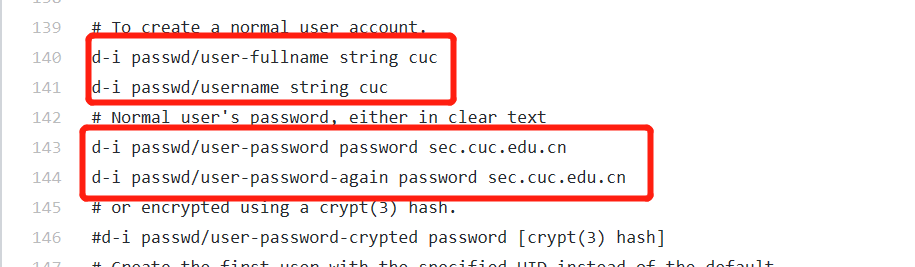 139 # To create a normal user account.
140 d-i passwd/user-fullname string cuc
141 d-i passwd/username string cuc
142 # Normal user's password, either in clear text
143 d-i passwd/user-password password sec.cuc.edu.cn
144 d-i passwd/user-password-again password sec.cuc.edu.cn
145 # or encrypted using a crypt(3) hash.
146 #d-i passwd/user-password-crypted password [crypt(3) hash]
147 # Create the first user with the specified UID instead of the default